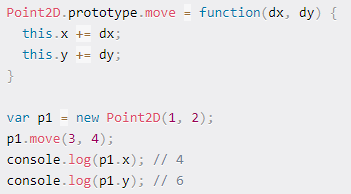 Point2D.prototype.move = function(dx, dy) {
  this.x += dx;
  this.y += dy;
}

var p1 = new Point2D(1, 2);
p1.move(3, 4);
console.log(p1.x); // 4
console.log(p1.y); // 6